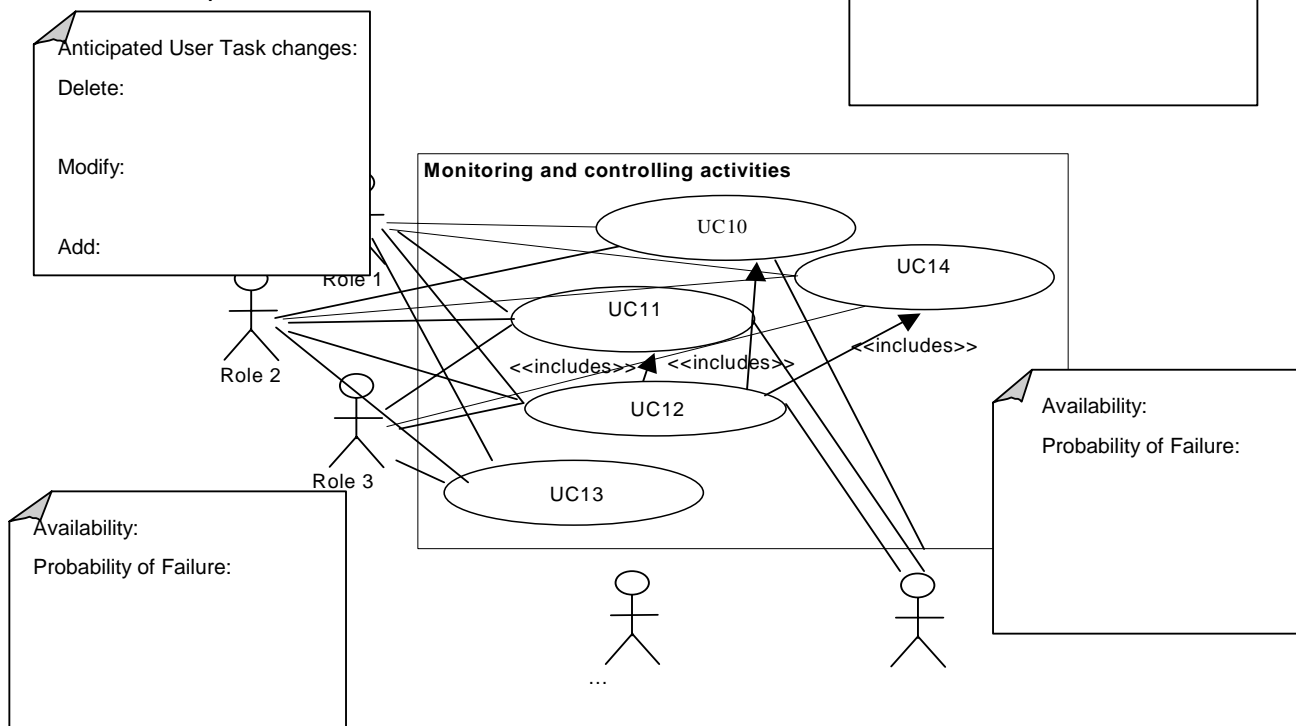 Anticipated User Task changes:
Delete:
Modify:
Add:
Monitoring and controlling activities
UC10
UC14
Role 1
UC11
<<includes>>
<<includes>>
<<includes>>
Role 2
UC12
Availability:
Probability of Failure:
Role 3
UC13
Availability:
Probability of Failure:
...